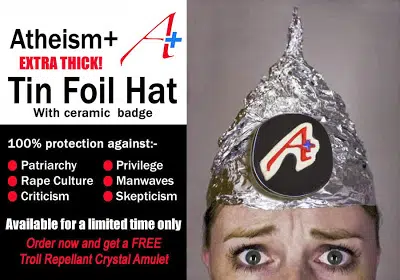 Atheism+ A+
EXTRA THICK!
Tin Foil Hat
With ceramic badge
100% protection against:-
Patriarchy
Rape Culture
Criticism
Privilege
Manwaves
Skepticism
Available for a limited time only
Order now and get a FREE
Troll Repellant Crystal Amulet
A+